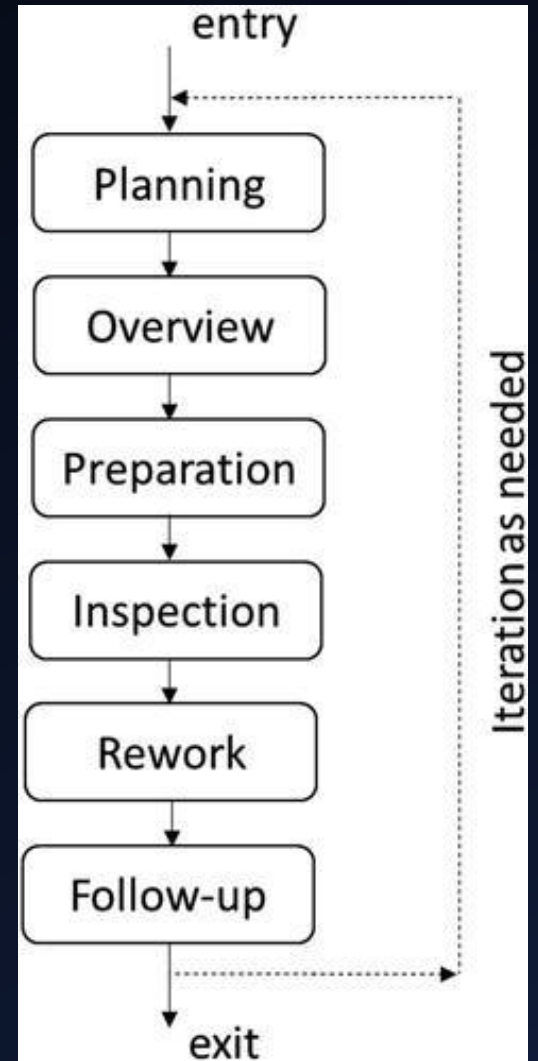 entry
Planning
Overview
Preparation
Inspection
Rework
Follow-up
exit
Iteration as needed